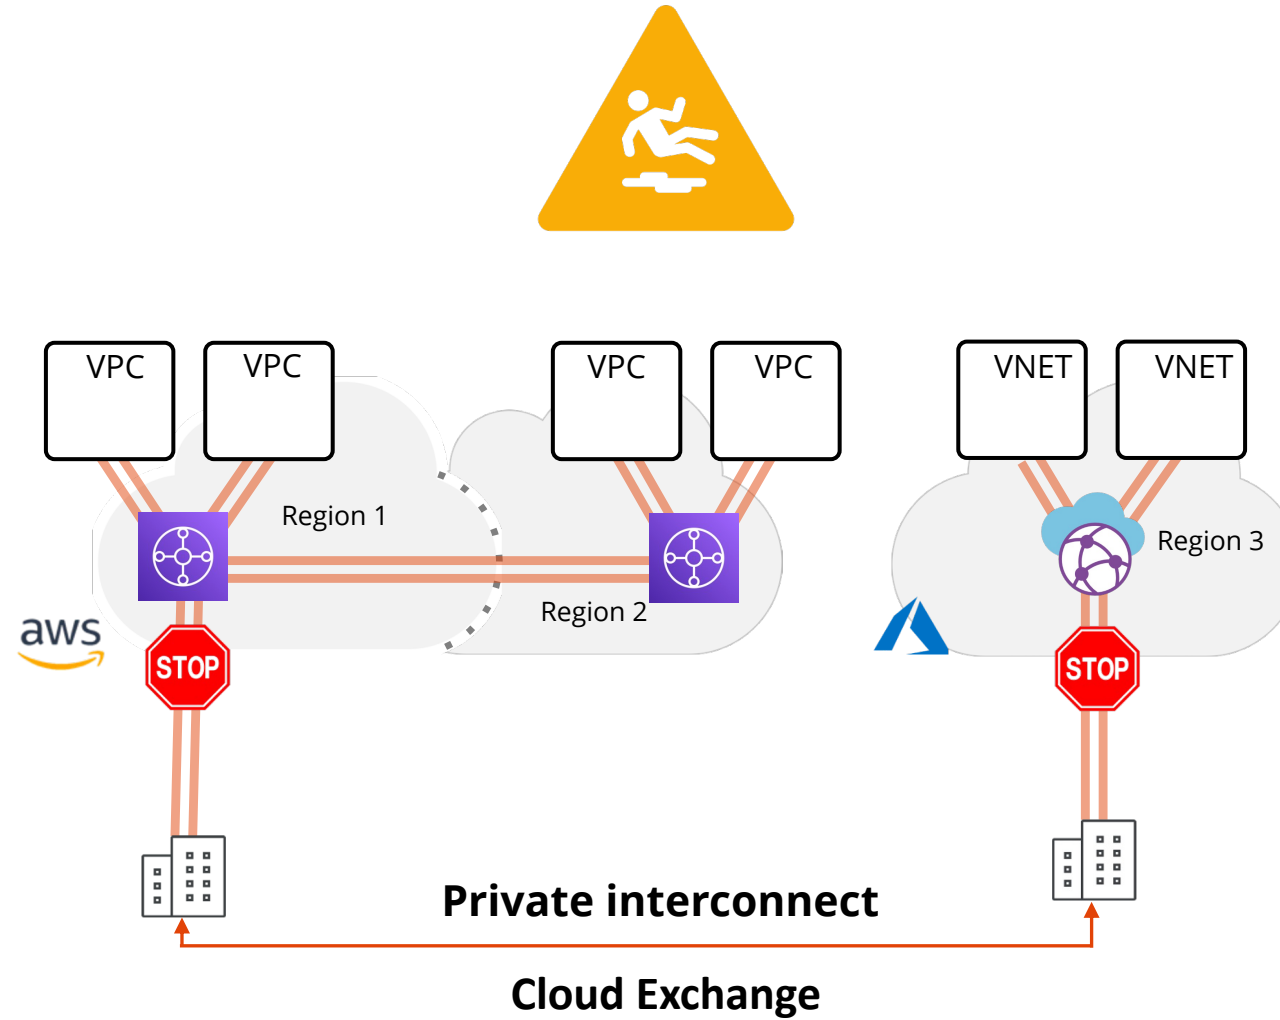 VPC
VPC
VPC
VPC
VNET
VNET
Region 1
Region 3
Region 2
aws
STOP
STOP
Private interconnect
Cloud Exchange